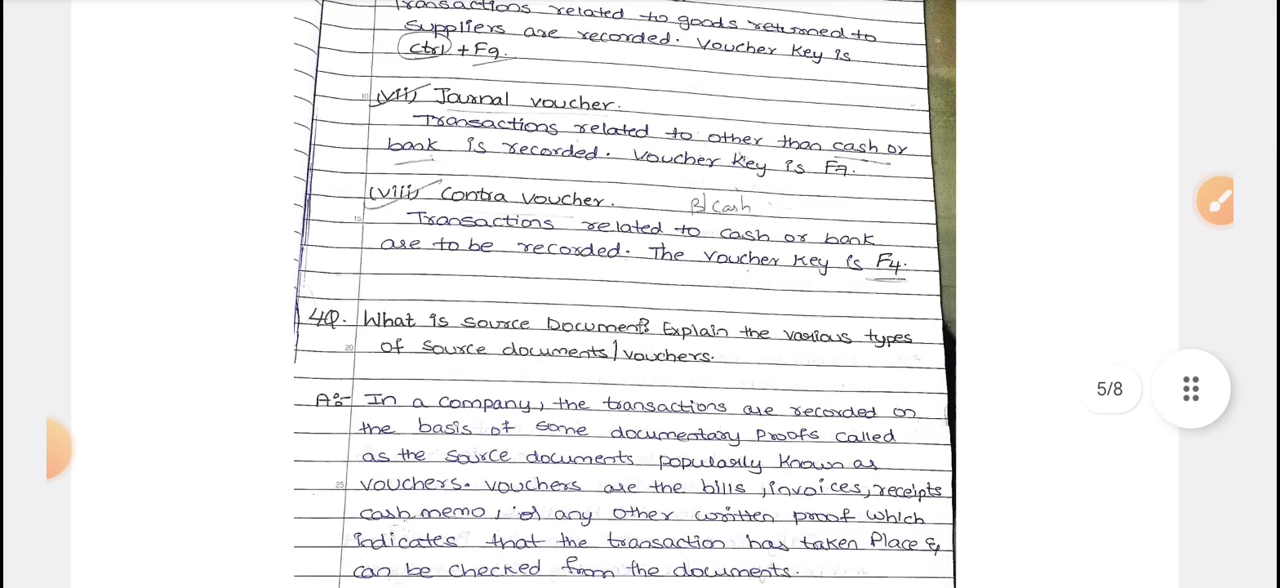 Transactions related to goods returned to
Suppliers are recorded. Voucher Key is
Ctrl + F9.
(vii) Journal voucher.
Transactions related to other than cash or
bank is recorded. Voucher Key is F7.
(viii) Contra voucher. B/Cash
Transactions related to cash or bank
are to be recorded. The voucher key is F4.
4Q. What is source Document? Explain the various types
of source documents/vouchers.
A:- In a company, the transactions are recorded on
the basis of some documentary proofs called
as the source documents popularly known as
vouchers. vouchers are the bills, invoices, receipts
cash memo, or any other written proof which
indicates that the transaction has taken place &
can be checked from the documents.
5/8
10
15
20
25